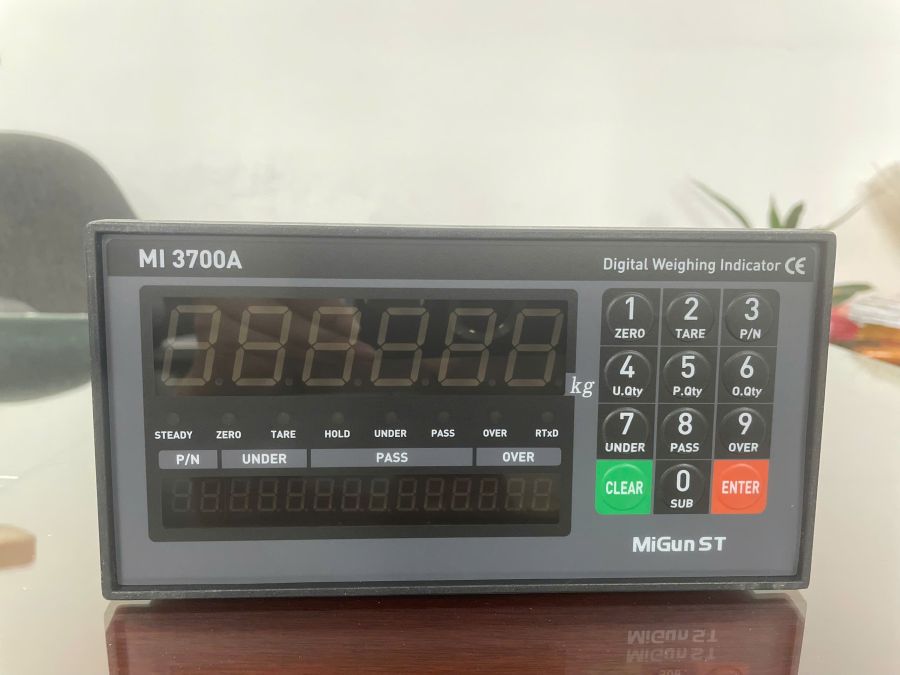 MI 3700A
Digital Weighing Indicator CE
1 2 3
ZERO TARE P/N
kg
4 5 6
U.Qty P.Qty O.Qty
7 8 9
UNDER PASS OVER
STEADY ZERO TARE HOLD UNDER PASS OVER RTxD
P/N UNDER PASS OVER
CLEAR 0 ENTER
SUB
MiGun ST